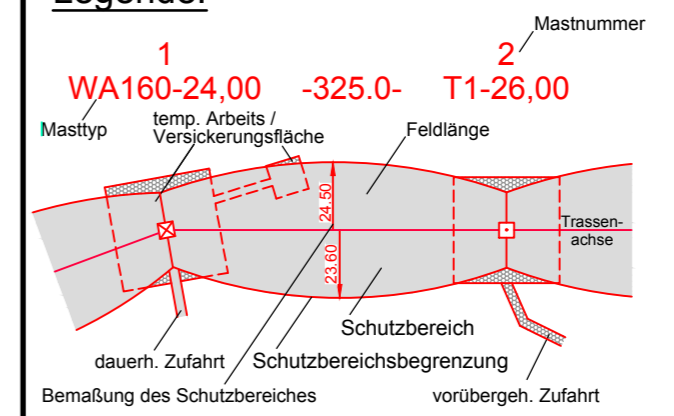 Legende:
Mastnummer
1
2
WA160-24,00 -325.0- T1-26,00
Masttyp
temp. Arbeits /
Versickerungsfläche
Feldlänge
24.50
23.60
Trassen-
achse
Schutzbereich
dauerh. Zufahrt
Schutzbereichsbegrenzung
Bemaßung des Schutzbereiches
vorübergeh. Zufahrt